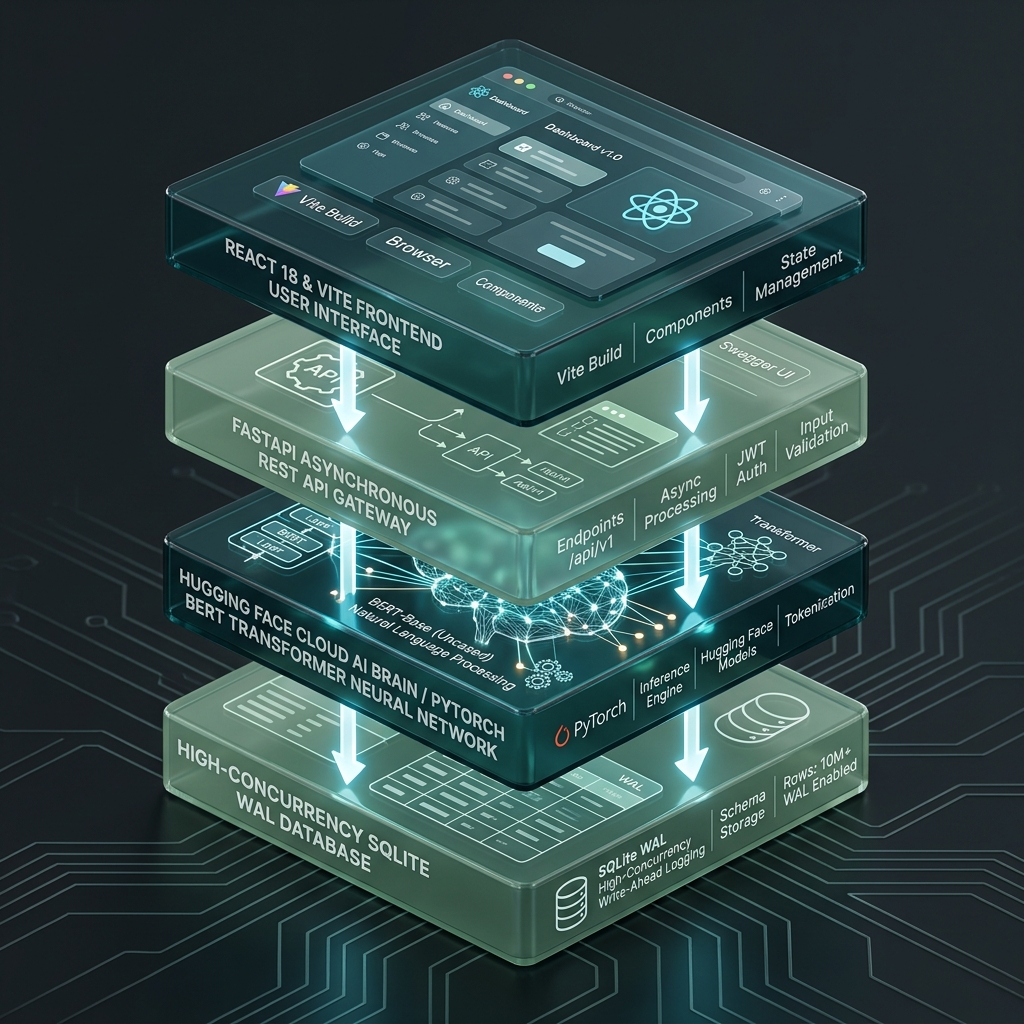 Dashboard
Dashboard v1.0
Vite Build
Browser
Components
REACT 18 & VITE FRONTEND
USER INTERFACE
Vite Build
Components
State
Management
API
Swagger UI
API
FASTAPI ASYNCHRONOUS
REST API GATEWAY
Endpoints
/api/v1
Async
Processing
JWT
Auth
Input
Validation
Transformer
BERT-Base (Uncased)
Natural Language Processing
HUGGING FACE CLOUD AI BRAIN / PYTORCH
BERT TRANSFORMER NEURAL NETWORK
PyTorch
Inference
Engine
Hugging Face
Models
Tokenization
WAL
HIGH-CONCURRENCY SQLITE
WAL DATABASE
SQLite WAL
High-Concurrency
Write-Ahead Logging
Schema
Storage
Rows: 10M+
WAL Enabled